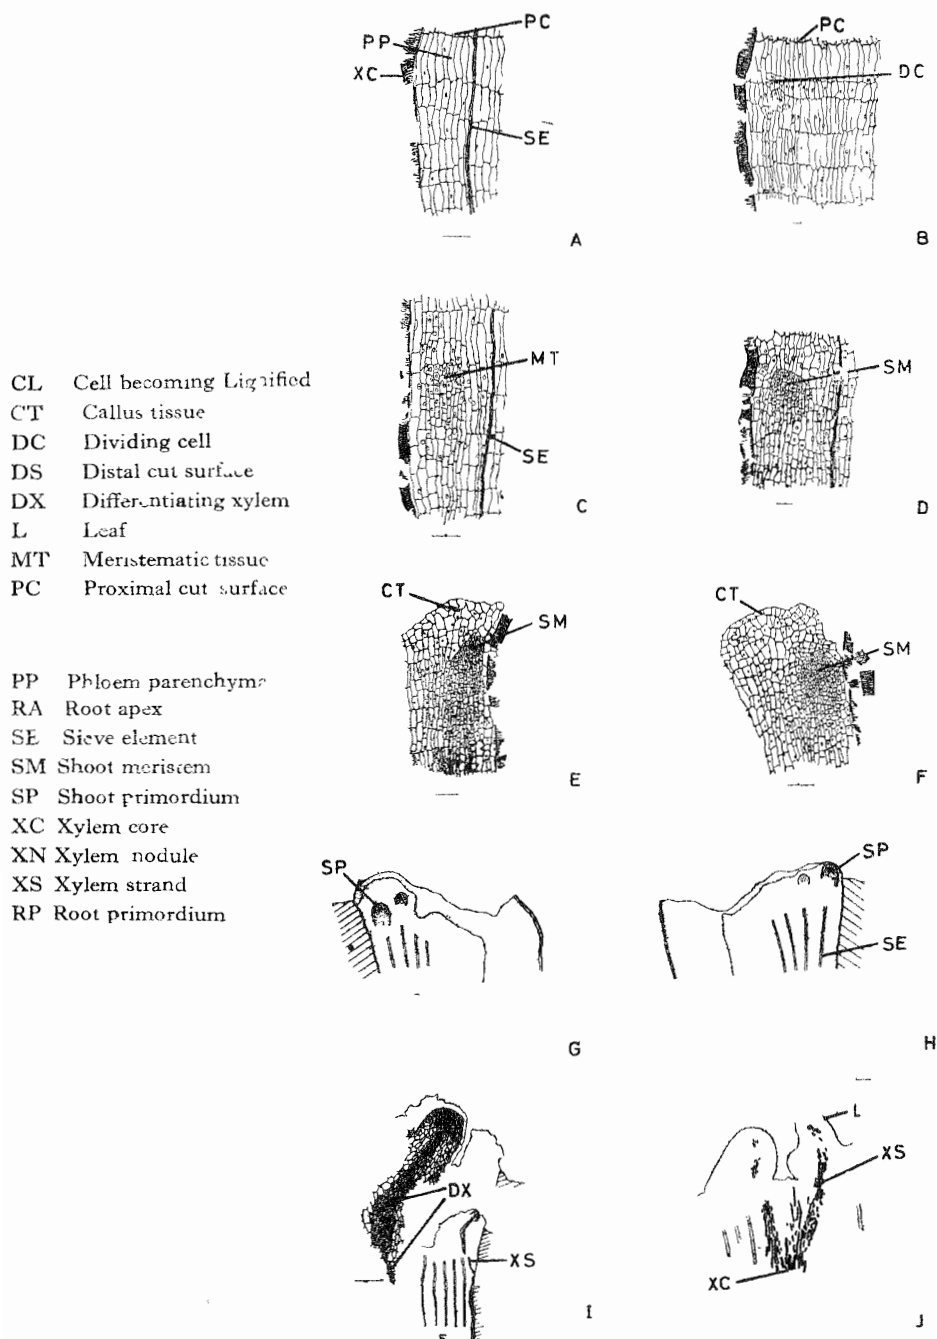 PC
PP
XC
SE
A
PC
DC
B
MT
SE
C
SM
D
CL Cell becoming Lignified
CT Callus tissue
DC Dividing cell
DS Distal cut surface
DX Differentiating xylem
L Leaf
MT Meristematic tissue
PC Proximal cut surface
PP Phloem parenchyma
RA Root apex
SE Sieve element
SM Shoot meristem
SP Shoot primordium
XC Xylem core
XN Xylem nodule
XS Xylem strand
RP Root primordium
CT
SM
E
CT
SM
F
SP
G
SP
SE
H
DX
XS
I
L
XS
XC
J